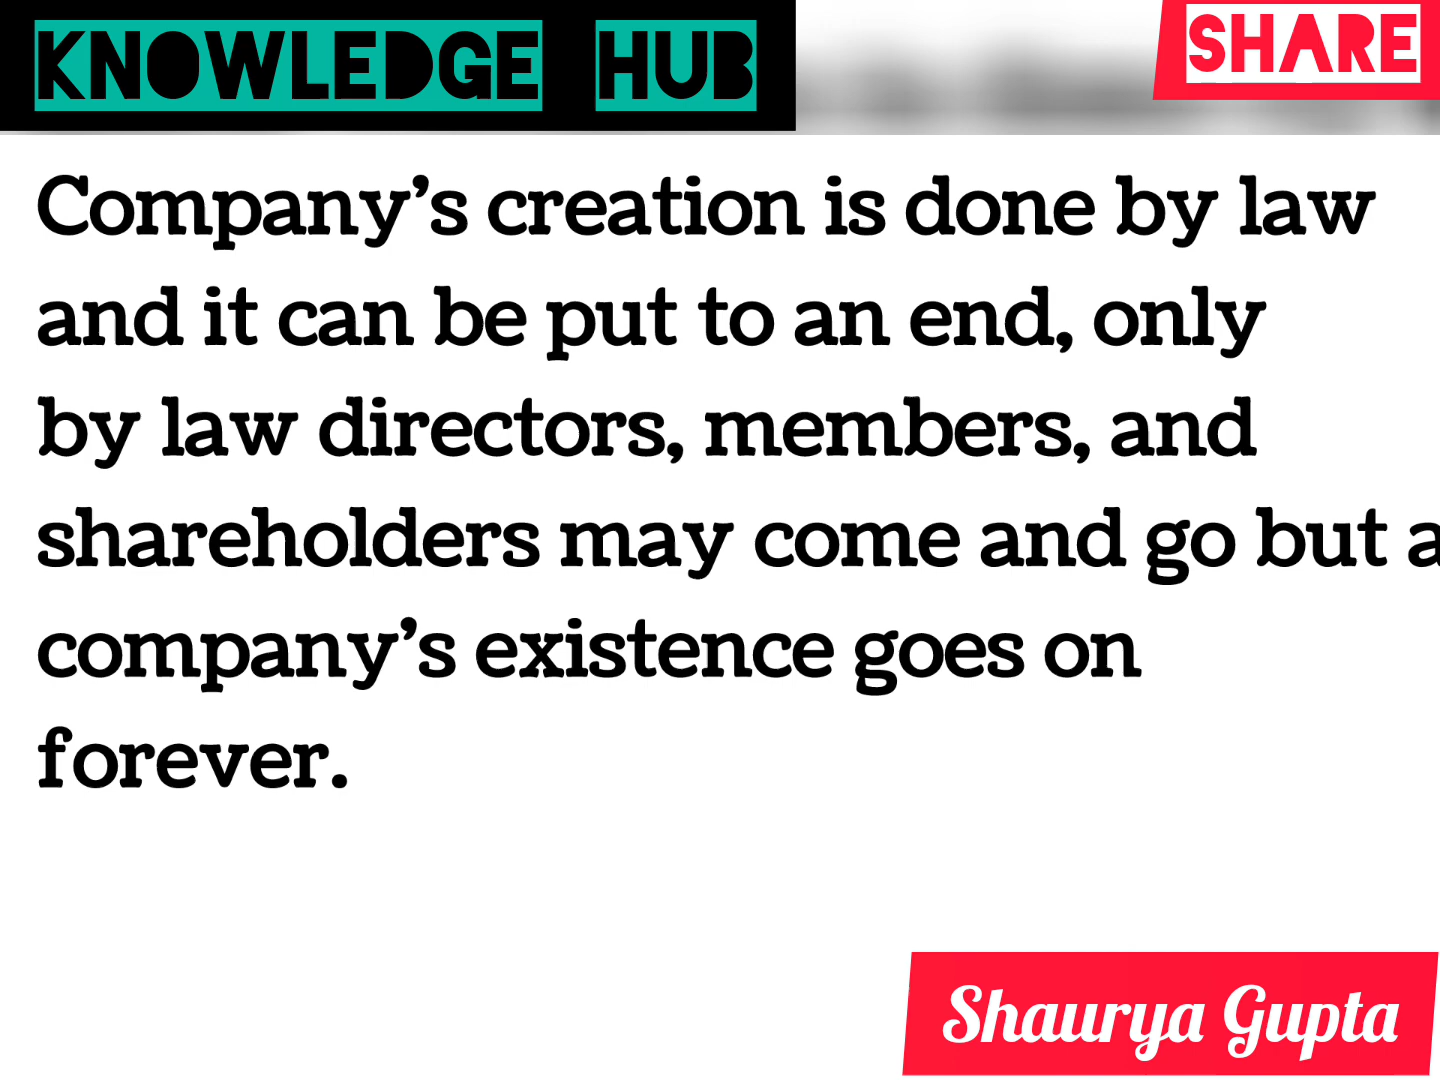 KNOWLEDGE HUB
SHARE
Company’s creation is done by law
and it can be put to an end, only
by law directors, members, and
shareholders may come and go but a
company’s existence goes on
forever.
Shaurya Gupta